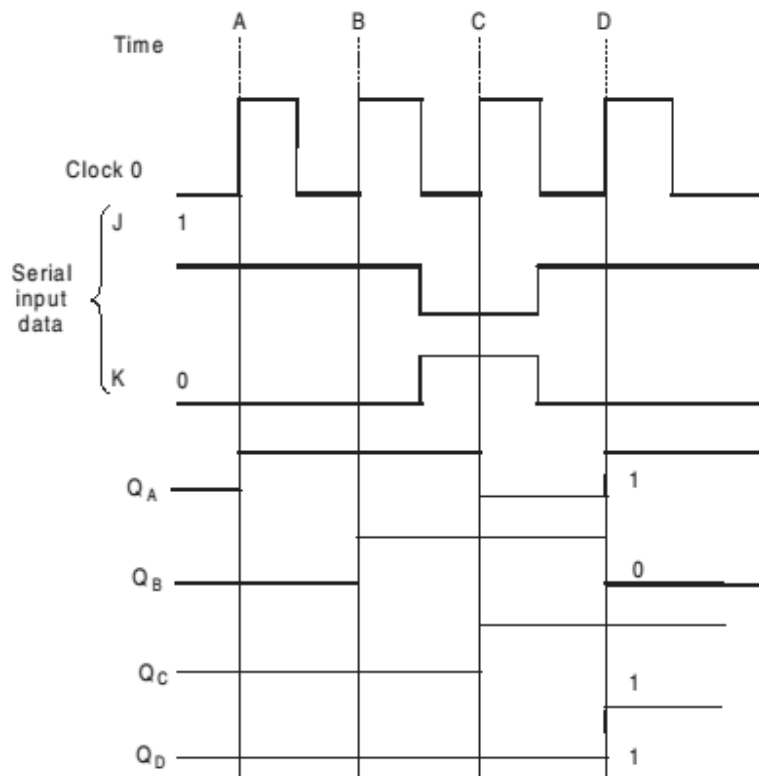 A B C D
Time
Clock 0
J 1
Serial
input
data
K 0
Q_A 1
Q_B 0
Q_C 1
Q_D 1